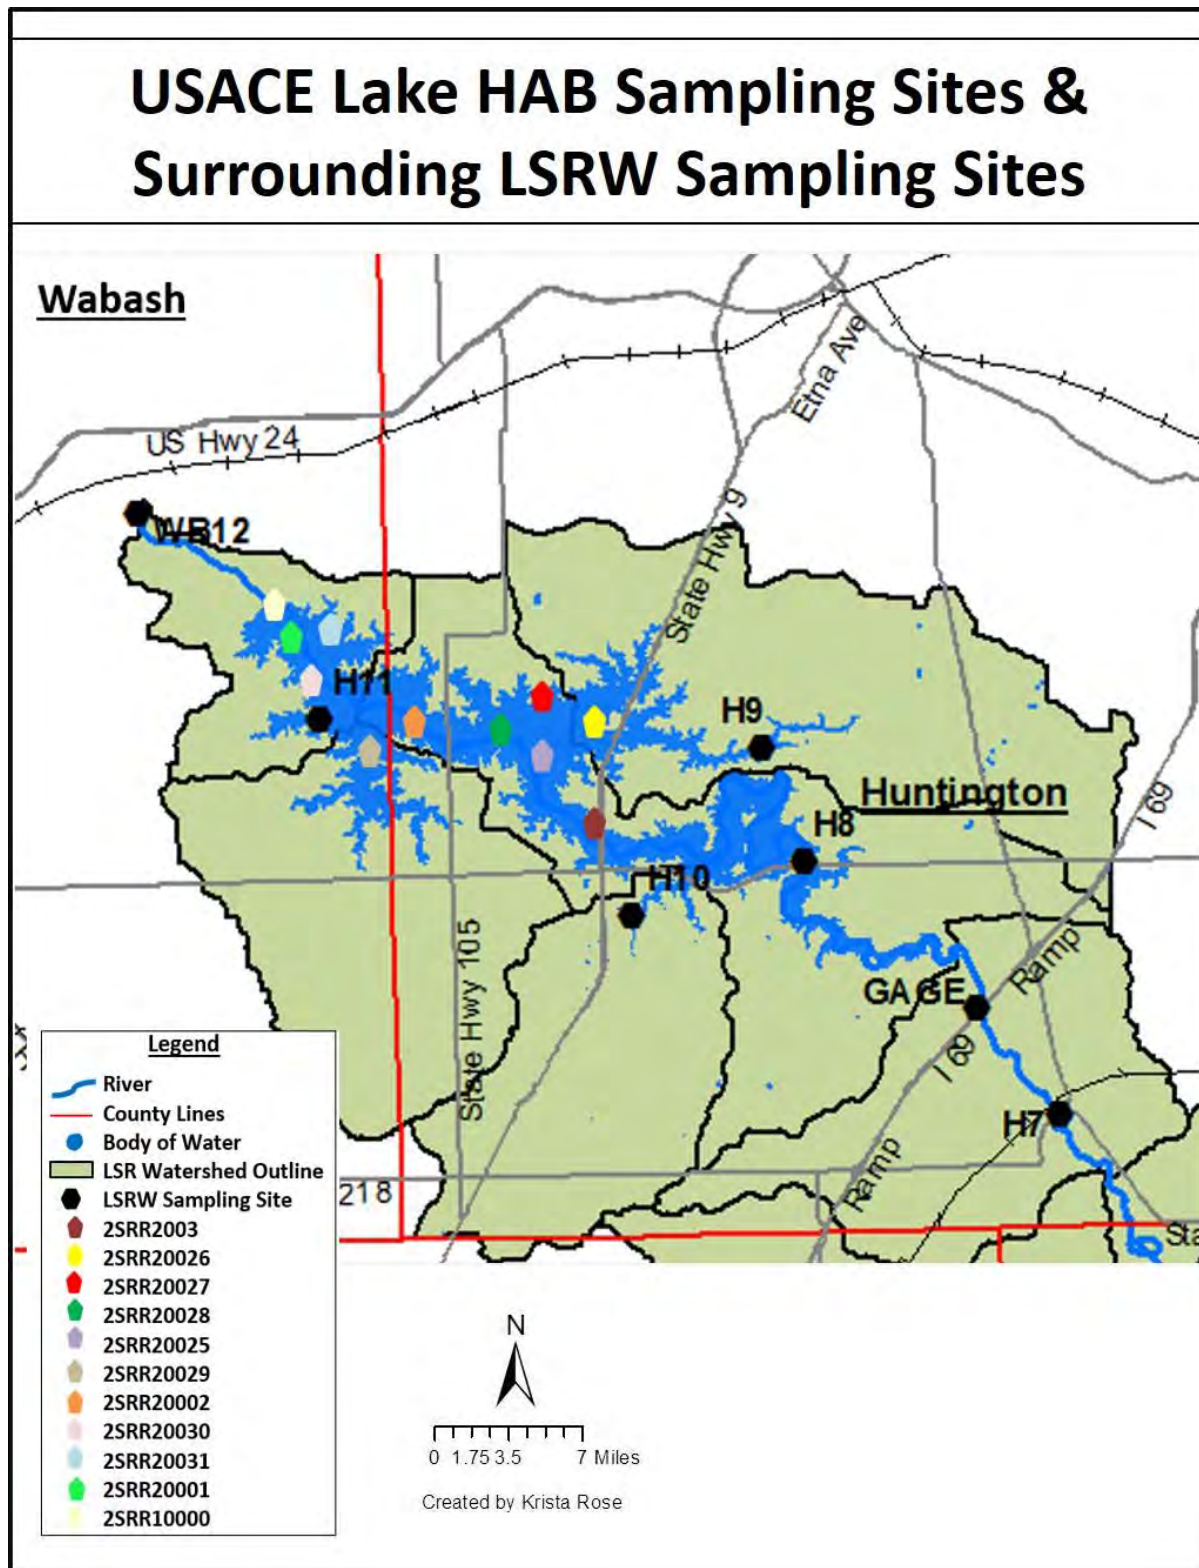 USACE Lake HAB Sampling Sites &
Surrounding LSRW Sampling Sites
Wabash
US Hwy 24
Etna Ave
State Hwy 9
WB12
H11
H9
Huntington
H8
I 69
H10
State Hwy 105
Ramp
GAGE
I 69
H7
Ramp
218
Sta
Legend
River
County Lines
Body of Water
LSR Watershed Outline
LSRW Sampling Site
2SRR2003
2SRR20026
2SRR20027
2SRR20028
2SRR20025
2SRR20029
2SRR20002
2SRR20030
2SRR20031
2SRR20001
2SRR10000
N
0 1.75 3.5 7 Miles
Created by Krista Rose